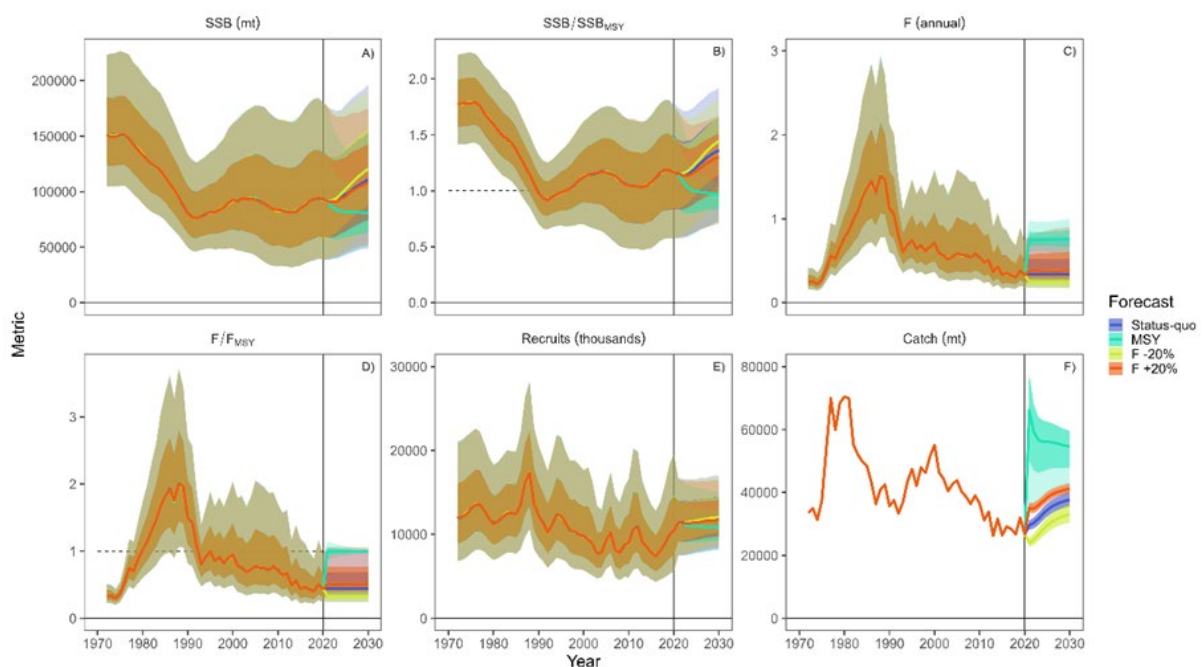 SSB (mt)
A)
200000
150000
100000
50000
0
SSB/SSBMSY
B)
2.0
1.5
1.0
0.5
0.0
F (annual)
C)
3
2
1
0
Metric
F/FMSY
D)
3
2
1
0
1970 1980 1990 2000 2010 2020 2030
Recruits (thousands)
E)
30000
20000
10000
0
1970 1980 1990 2000 2010 2020 2030
Catch (mt)
F)
80000
60000
40000
20000
0
1970 1980 1990 2000 2010 2020 2030
Year
Forecast
Status-quo
MSY
F -20%
F +20%